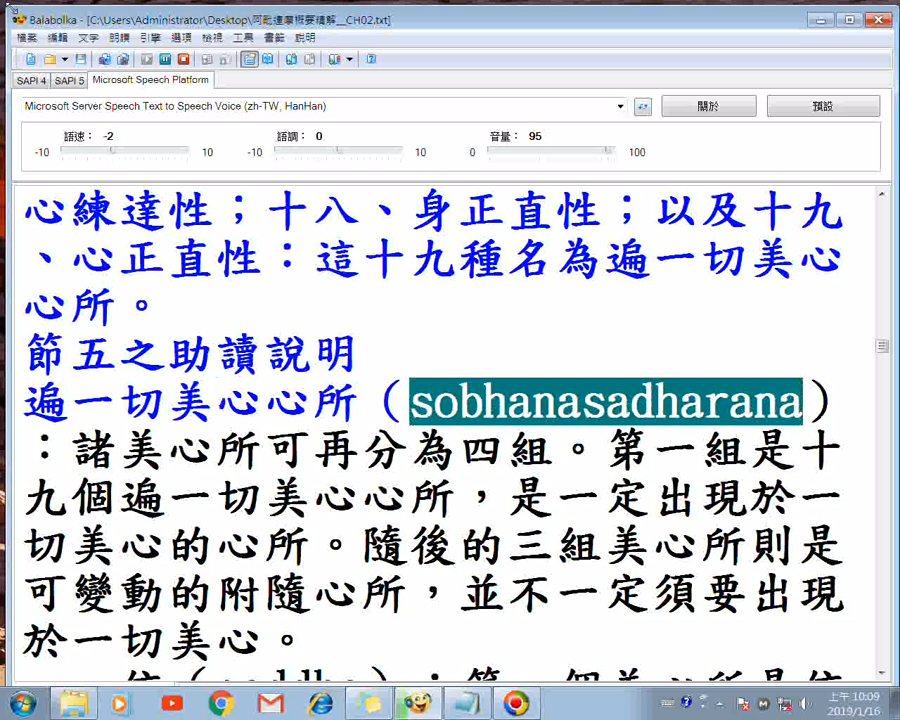 Balabolka - [C:\Users\Administrator\Desktop\阿毗達摩概要精解__CH02.txt]
檔案 編輯 文字 朗讀 引擎 選項 檢視 工具 書籤 說明
SAPI 4 SAPI 5 Microsoft Speech Platform
Microsoft Server Speech Text to Speech Voice (zh-TW, HanHan) 關於 預設
語速： -2 語調： 0 音量： 95
-10 10 -10 10 0 100
心練達性；十八、身正直性；以及十九
、心正直性：這十九種名為遍一切美心
心所。
節五之助讀說明
遍一切美心心所（sobhanasadharana）
：諸美心所可再分為四組。第一組是十
九個遍一切美心心所，是一定出現於一
切美心的心所。隨後的三組美心所則是
可變動的附隨心所，並不一定須要出現
於一切美心。
上午 10:09
2019/1/16